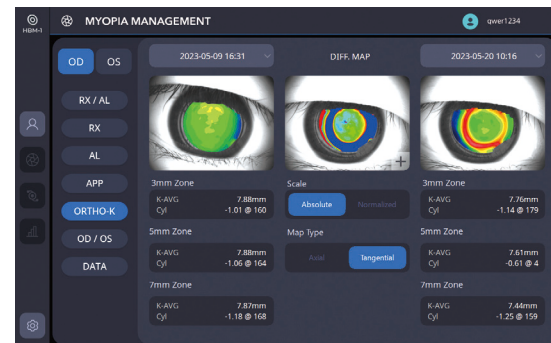 HBM-1
MYOPIA MANAGEMENT
qwer1234
OD OS
RX / AL
RX
AL
APP
ORTHO-K
OD / OS
DATA
2023-05-09 16:31
3mm Zone
K-AVG 7.88mm
Cyl -1.01 @ 160
5mm Zone
K-AVG 7.88mm
Cyl -1.06 @ 164
7mm Zone
K-AVG 7.87mm
Cyl -1.18 @ 168
DIFF. MAP
Scale
Absolute Normalized
Map Type
Axial Tangential
2023-05-20 10:16
3mm Zone
K-AVG 7.76mm
Cyl -1.14 @ 179
5mm Zone
K-AVG 7.61mm
Cyl -0.61 @ 4
7mm Zone
K-AVG 7.44mm
Cyl -1.25 @ 159